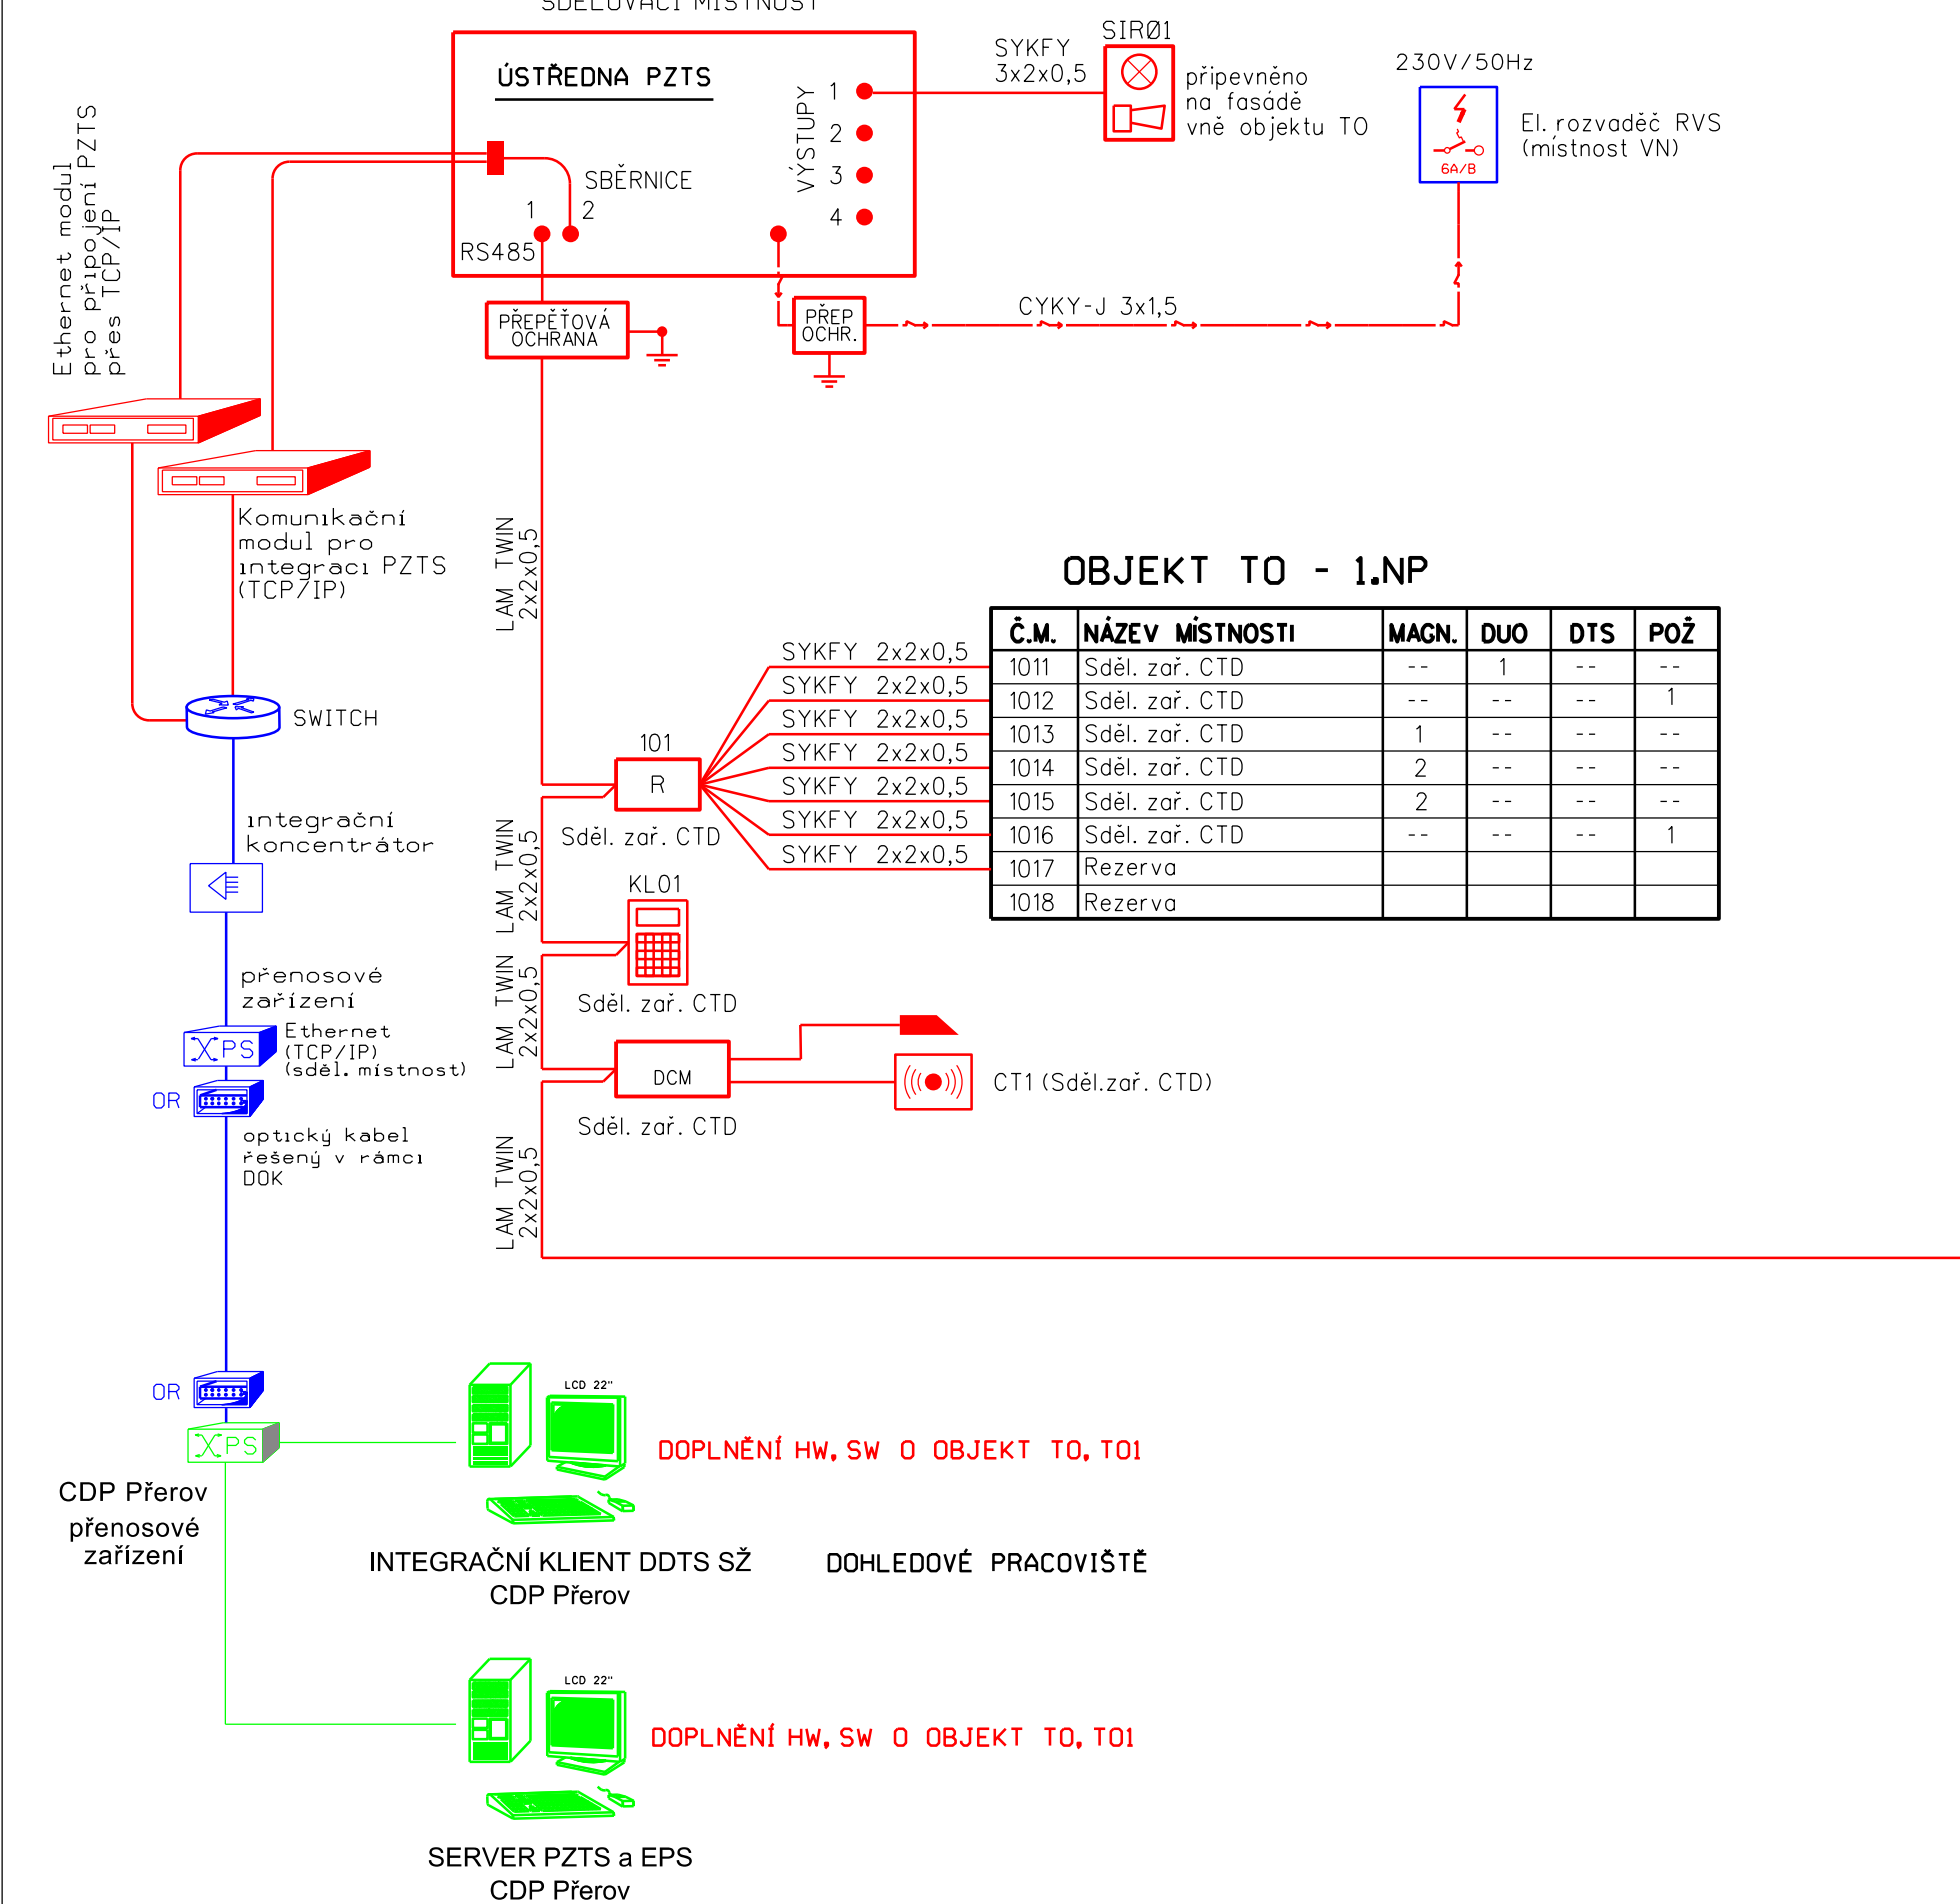 SDĚLOVACÍ MÍSTNOST
ÚSTŘEDNA PZTS
VÝSTUPY
1
2
3
4
SBĚRNICE
1
2
RS485
SYKFY
3x2x0,5
SIRØ1
připevněno
na fasádě
vně objektu TO
230V/50Hz
6A/B
El. rozvaděč RVS
(místnost VN)
Ethernet modul
pro připojení PZTS
přes TCP/IP
PŘEPĚŤOVÁ
OCHRANA
PŘEP
OCHR.
CYKY-J 3x1,5
Komunikační
modul pro
integraci PZTS
(TCP/IP)
LAM TWIN
2x2x0,5
OBJEKT TO - 1.NP
Č.M. NÁZEV MÍSTNOSTI MAGN. DUO DTS POŽ
1011 Sděl. zař. CTD -- 1 -- --
1012 Sděl. zař. CTD -- -- -- 1
1013 Sděl. zař. CTD 1 -- -- --
1014 Sděl. zař. CTD 2 -- -- --
1015 Sděl. zař. CTD 2 -- -- --
1016 Sděl. zař. CTD -- -- -- 1
1017 Rezerva
1018 Rezerva
SYKFY 2x2x0,5
SYKFY 2x2x0,5
SYKFY 2x2x0,5
SYKFY 2x2x0,5
SYKFY 2x2x0,5
SYKFY 2x2x0,5
SYKFY 2x2x0,5
SWITCH
101
R
Sděl. zař. CTD
integrační
koncentrátor
LAM TWIN
2x2x0,5
KL01
Sděl. zař. CTD
přenosové
zařízení
LAM TWIN
2x2x0,5
XPS
Ethernet
(TCP/IP)
(sděl. místnost)
DCM
Sděl. zař. CTD
CT1 (Sděl.zař. CTD)
OR
optický kabel
řešený v rámci
DOK
LAM TWIN
2x2x0,5
OR
XPS
CDP Přerov
přenosové
zařízení
LCD 22"
DOPLNĚNÍ HW, SW O OBJEKT TO, TO1
INTEGRAČNÍ KLIENT DDTS SŽ
CDP Přerov
DOHLEDOVÉ PRACOVIŠTĚ
LCD 22"
DOPLNĚNÍ HW, SW O OBJEKT TO, TO1
SERVER PZTS a EPS
CDP Přerov